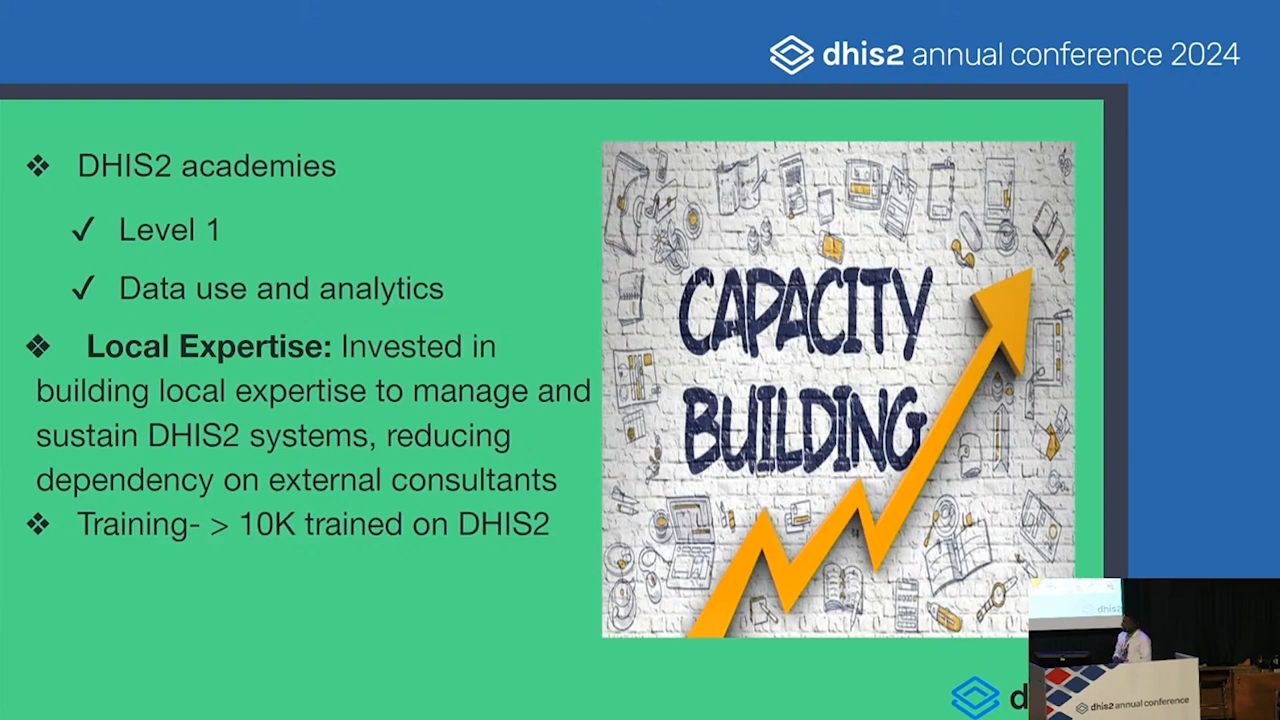 dhis2 annual conference 2024
❖ DHIS2 academies
✓ Level 1
✓ Data use and analytics
❖ Local Expertise: Invested in
building local expertise to manage and
sustain DHIS2 systems, reducing
dependency on external consultants
❖ Training- > 10K trained on DHIS2
CAPACITY
BUILDING
d
dhis2
dhis2 annual conference